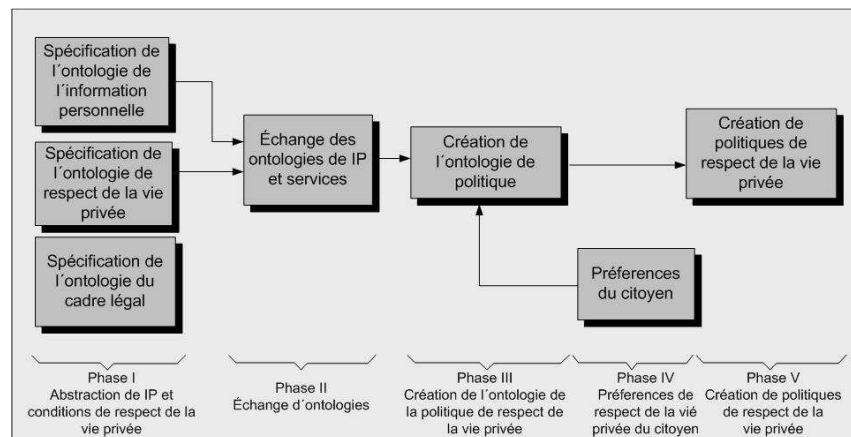 Spécification de
l´ontologie de
l´information
personnelle
Spécification de
l´ontologie de
respect de la vie
privée
Spécification de
l´ontologie du
cadre légal
Échange des
ontologies de IP
et services
Création de
l´ontologie de
politique
Création de
politiques de
respect de la vie
privée
Préferences
du citoyen
Phase I
Abstraction de IP et
conditions de respect de la
vie privée
Phase II
Échange d´ontologies
Phase III
Création de l´ontologie de
la politique de respect de
la vie privée
Phase IV
Préferences de
respect de la vié
privée du citoyen
Phase V
Création de politiques
de respect de la
vie privée